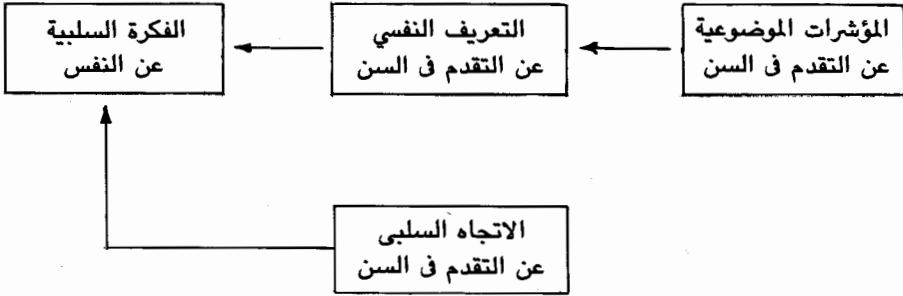 المؤشرات الموضوعية
عن التقدم فى السن
التعريف النفسي
عن التقدم فى السن
الفكرة السلبية
عن النفس
الاتجاه السلبى
عن التقدم فى السن